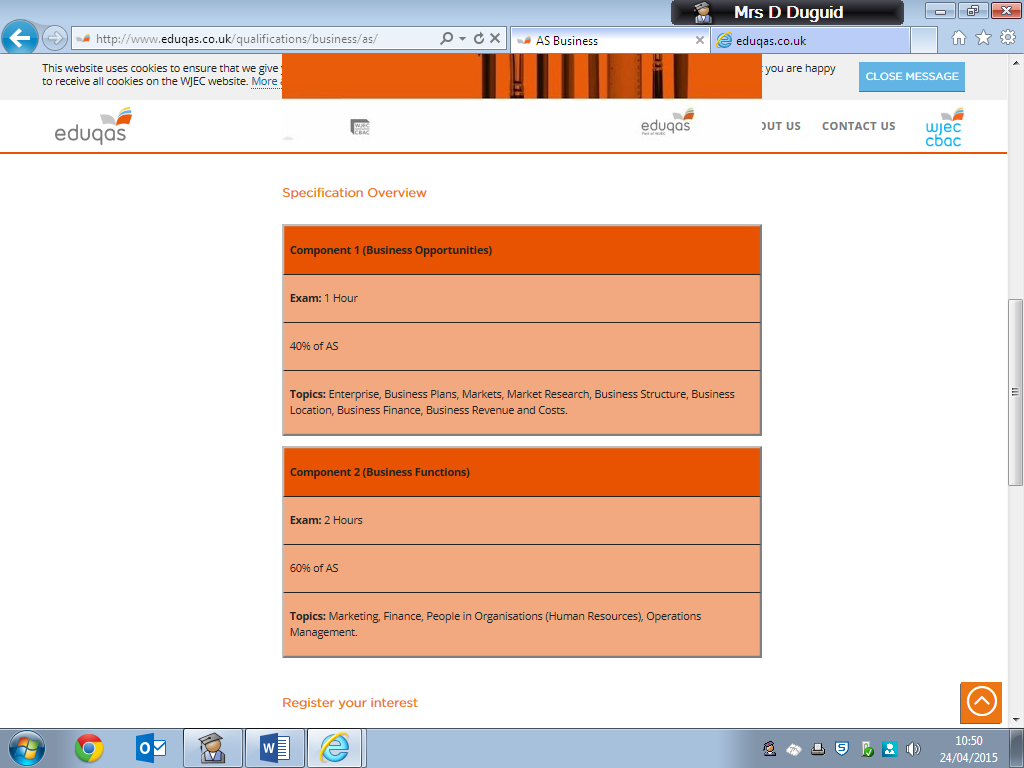 Mrs D Duguid
http://www.eduqas.co.uk/qualifications/business/as/
AS Business
eduqas.co.uk
This website uses cookies to ensure that we give
you are happy
to receive all cookies on the WJEC website. More
CLOSE MESSAGE
eduqas
WJEC
CBAC
eduqas
Part of WJEC
OUT US
CONTACT US
wjec
cbac
Specification Overview
Component 1 (Business Opportunities)
Exam: 1 Hour
40% of AS
Topics: Enterprise, Business Plans, Markets, Market Research, Business Structure, Business
Location, Business Finance, Business Revenue and Costs.
Component 2 (Business Functions)
Exam: 2 Hours
60% of AS
Topics: Marketing, Finance, People in Organisations (Human Resources), Operations
Management.
Register your interest
10:50
24/04/2015